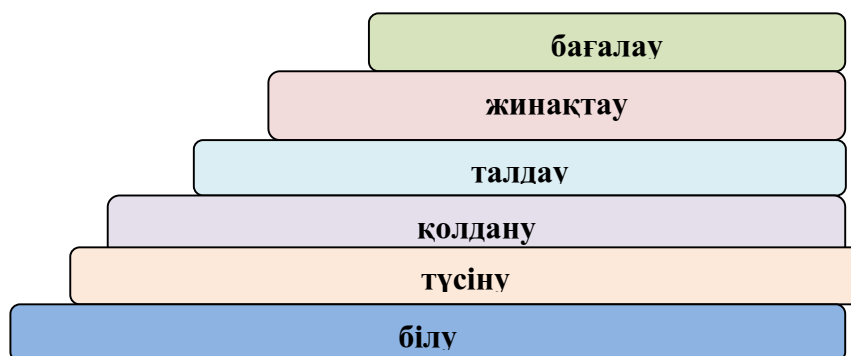 бағалау
жинақтау
талдау
қолдану
түсіну
білу